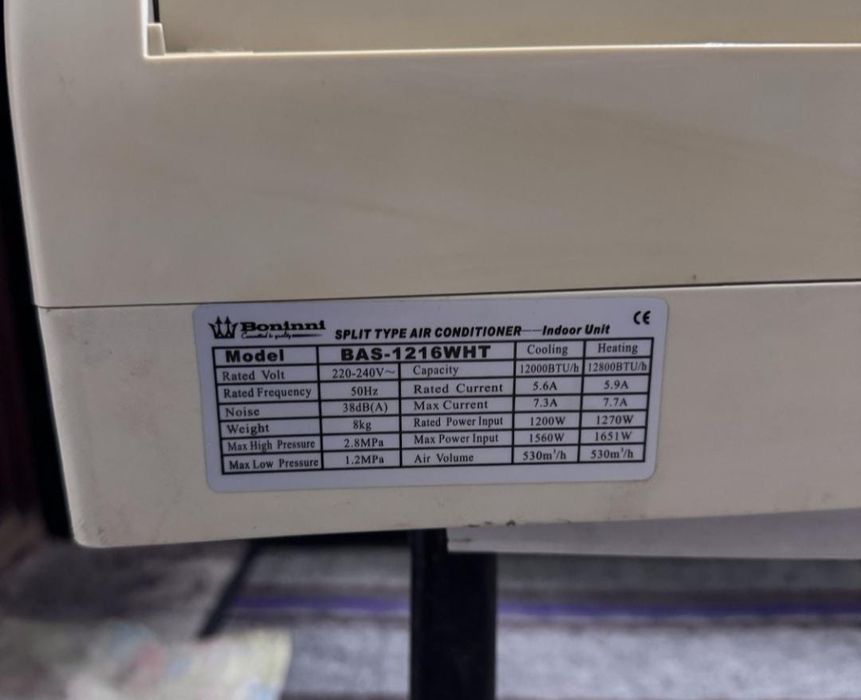 Boninni
Committed to quality
SPLIT TYPE AIR CONDITIONER Indoor Unit CE
Model BAS-1216WHT Cooling Heating
Rated Volt 220-240V~ Capacity 12000BTU/h 12800BTU/h
Rated Frequency 50Hz Rated Current 5.6A 5.9A
Noise 38dB(A) Max Current 7.3A 7.7A
Weight 8kg Rated Power Input 1200W 1270W
Max High Pressure 2.8MPa Max Power Input 1560W 1651W
Max Low Pressure 1.2MPa Air Volume 530m³/h 530m³/h